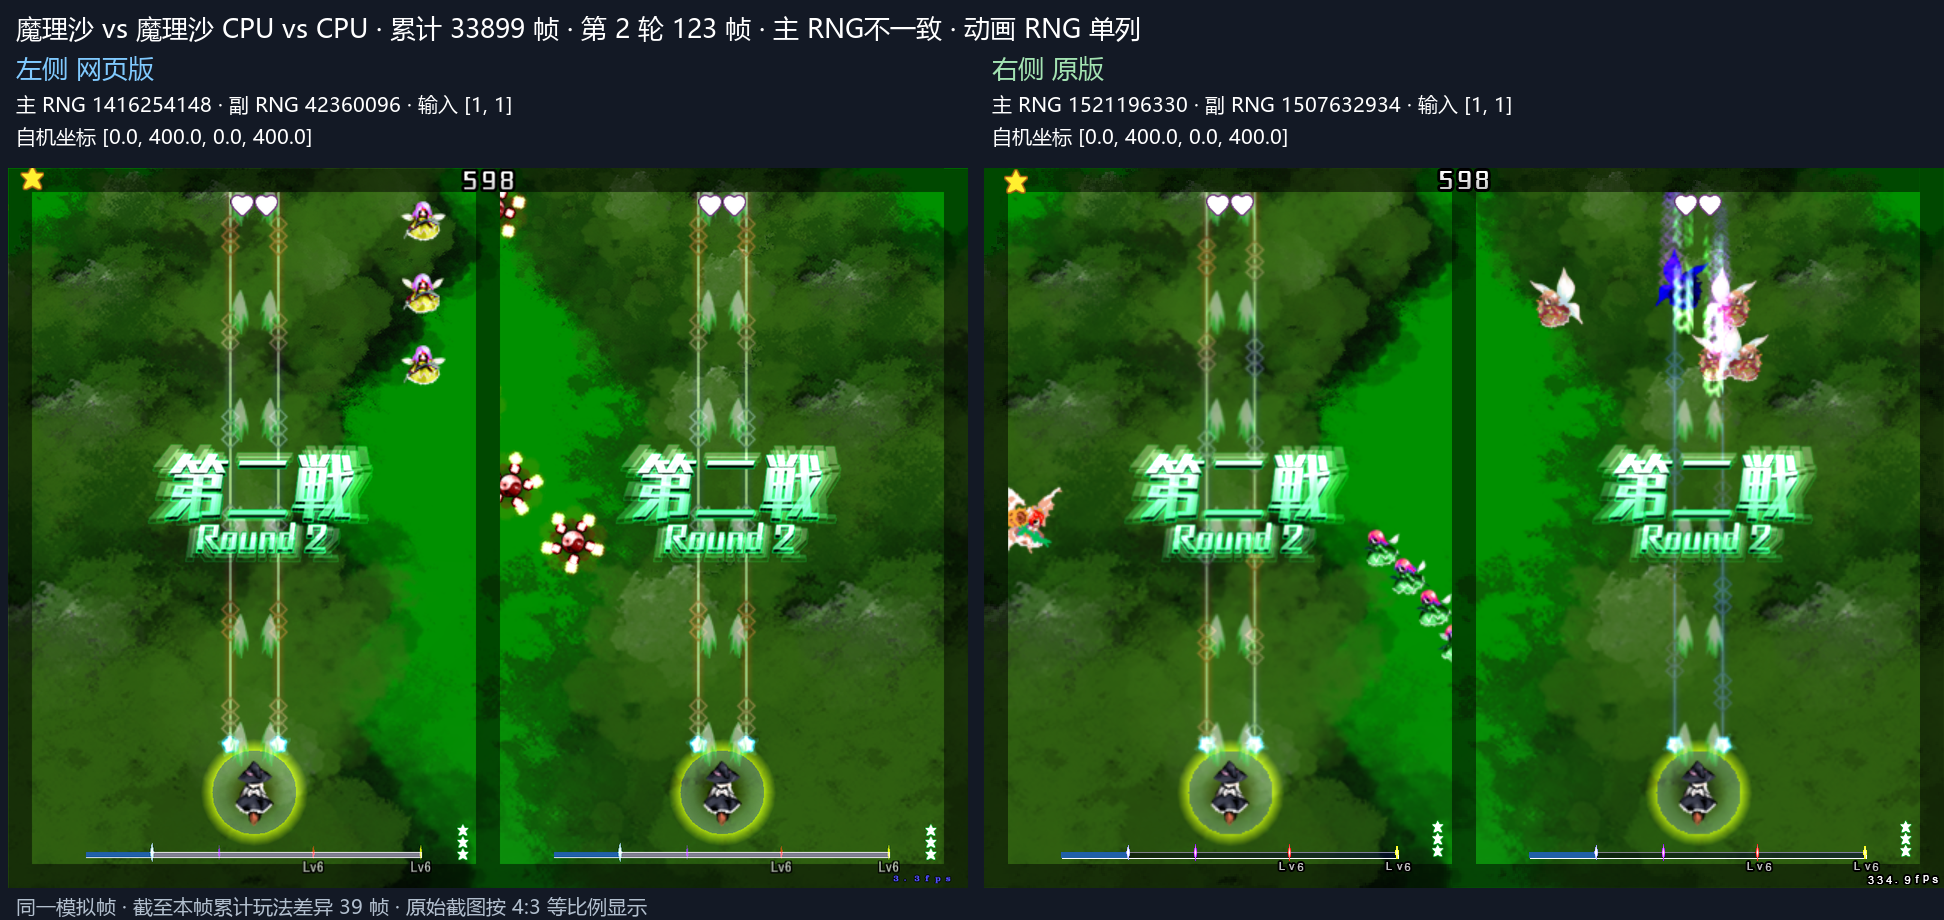 魔理沙 vs 魔理沙 CPU vs CPU · 累计 33899 帧 · 第 2 轮 123 帧 · 主 RNG不一致 · 动画 RNG 单列
左侧 网页版
主 RNG 1416254148 · 副 RNG 42360096 · 输入 [1, 1]
自机坐标 [0.0, 400.0, 0.0, 400.0]
右侧 原版
主 RNG 1521196330 · 副 RNG 1507632934 · 输入 [1, 1]
自机坐标 [0.0, 400.0, 0.0, 400.0]
598
第二戦
Round 2
第二戦
Round 2
Lv6
Lv6
Lv6
Lv6
3.3fps
598
第二戦
Round 2
第二戦
Round 2
Lv6
Lv6
Lv6
Lv6
334.9fps
同一模拟帧 · 截至本帧累计玩法差异 39 帧 · 原始截图按 4:3 等比例显示